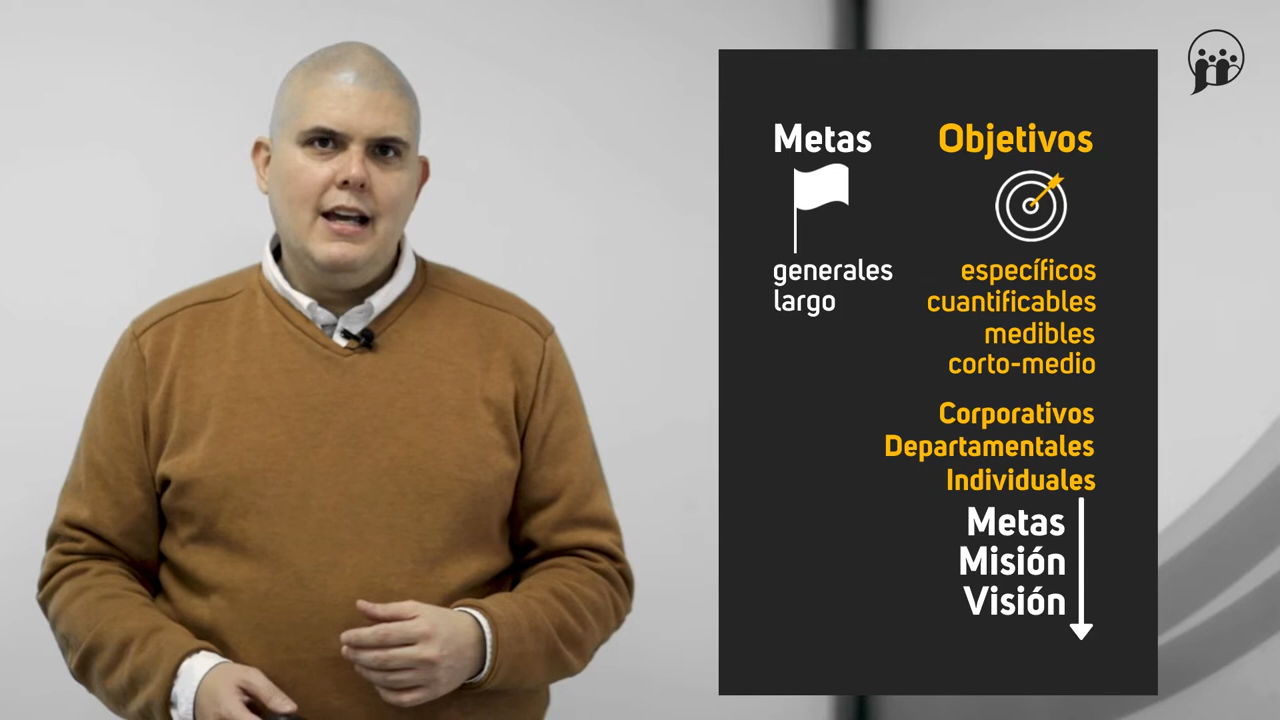 Metas
Objetivos
generales
largo
específicos
cuantificables
medibles
corto-medio
Corporativos
Departamentales
Individuales
Metas
Misión
Visión